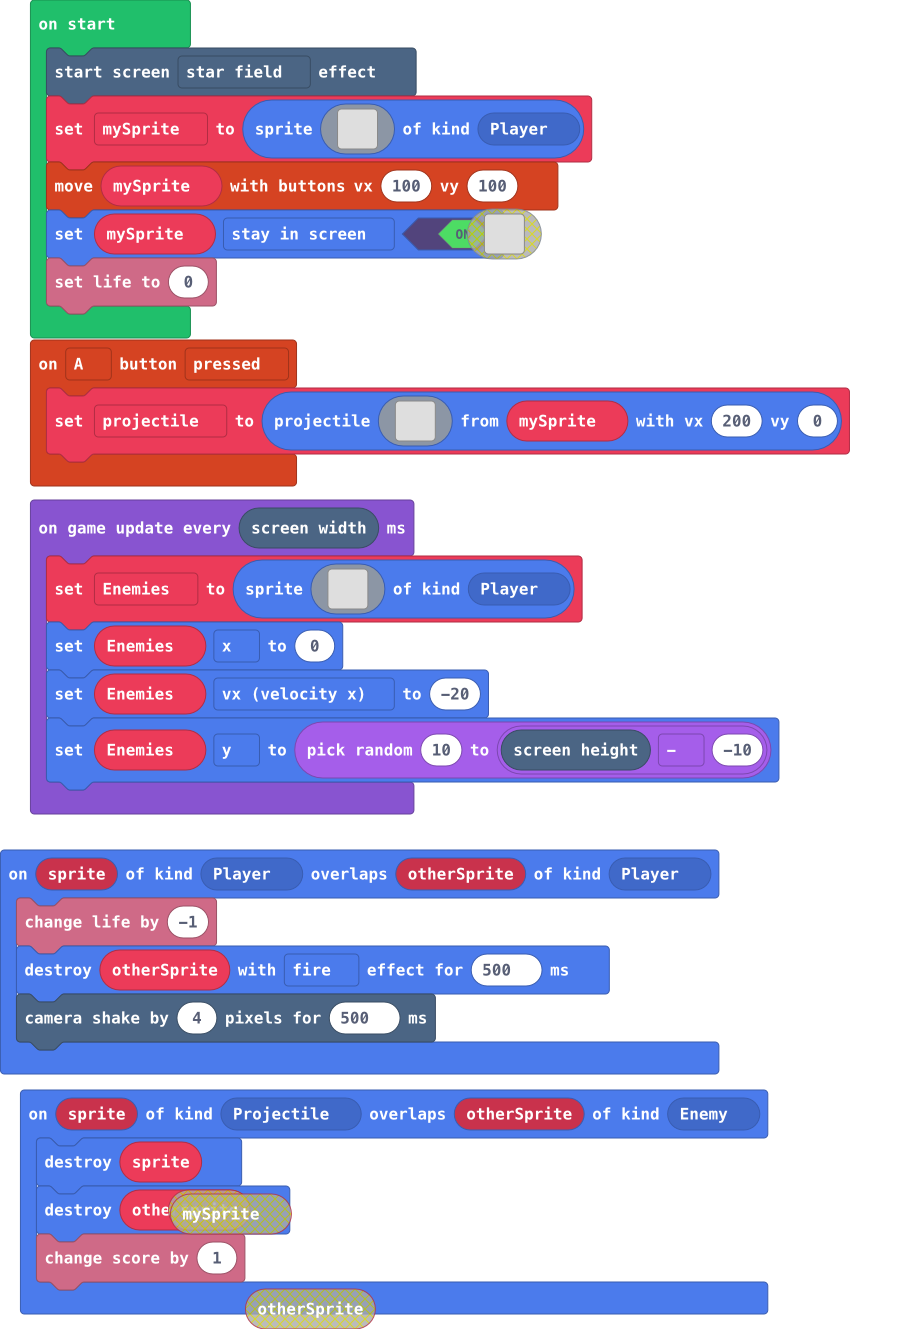 on start
start screen star field effect
set mySprite to sprite of kind Player
move mySprite with buttons vx 100 vy 100
set mySprite stay in screen
set life to 0
on A button pressed
set projectile to projectile from mySprite with vx 200 vy 0
on game update every screen width ms
set Enemies to sprite of kind Player
set Enemies x to 0
set Enemies vx (velocity x) to -20
set Enemies y to pick random 10 to screen height - -10
on sprite of kind Player overlaps otherSprite of kind Player
change life by -1
destroy otherSprite with fire effect for 500 ms
camera shake by 4 pixels for 500 ms
on sprite of kind Projectile overlaps otherSprite of kind Enemy
destroy sprite
destroy othe mySprite
change score by 1
otherSprite